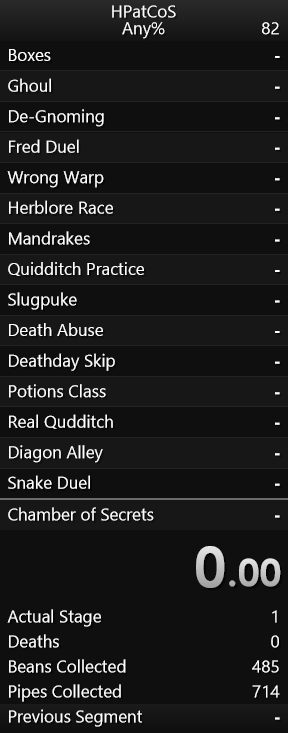 HPatCoS
Any% 82
Boxes -
Ghoul -
De-Gnoming -
Fred Duel -
Wrong Warp -
Herblore Race -
Mandrakes -
Quidditch Practice -
Slugpuke -
Death Abuse -
Deathday Skip -
Potions Class -
Real Qudditch -
Diagon Alley -
Snake Duel -
Chamber of Secrets -
0.00
Actual Stage 1
Deaths 0
Beans Collected 485
Pipes Collected 714
Previous Segment -